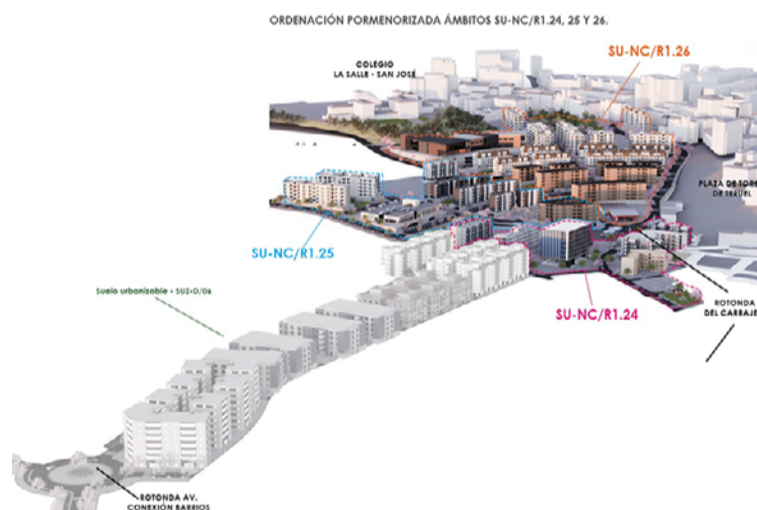 ORDENACIÓN PORMENORIZADA ÁMBITOS SU-NC/R1.24, 25 Y 26.
SU-NC/R1.26
COLEGIO
LA SALLE - SAN JOSÉ
PLAZA DE TOROS
DE TERUEL
SU-NC/R1.25
Suelo urbanizable - SUZ-D/06
SU-NC/R1.24
ROTONDA
DEL CARRAJE
ROTONDA AV.
CONEXIÓN BARRIOS